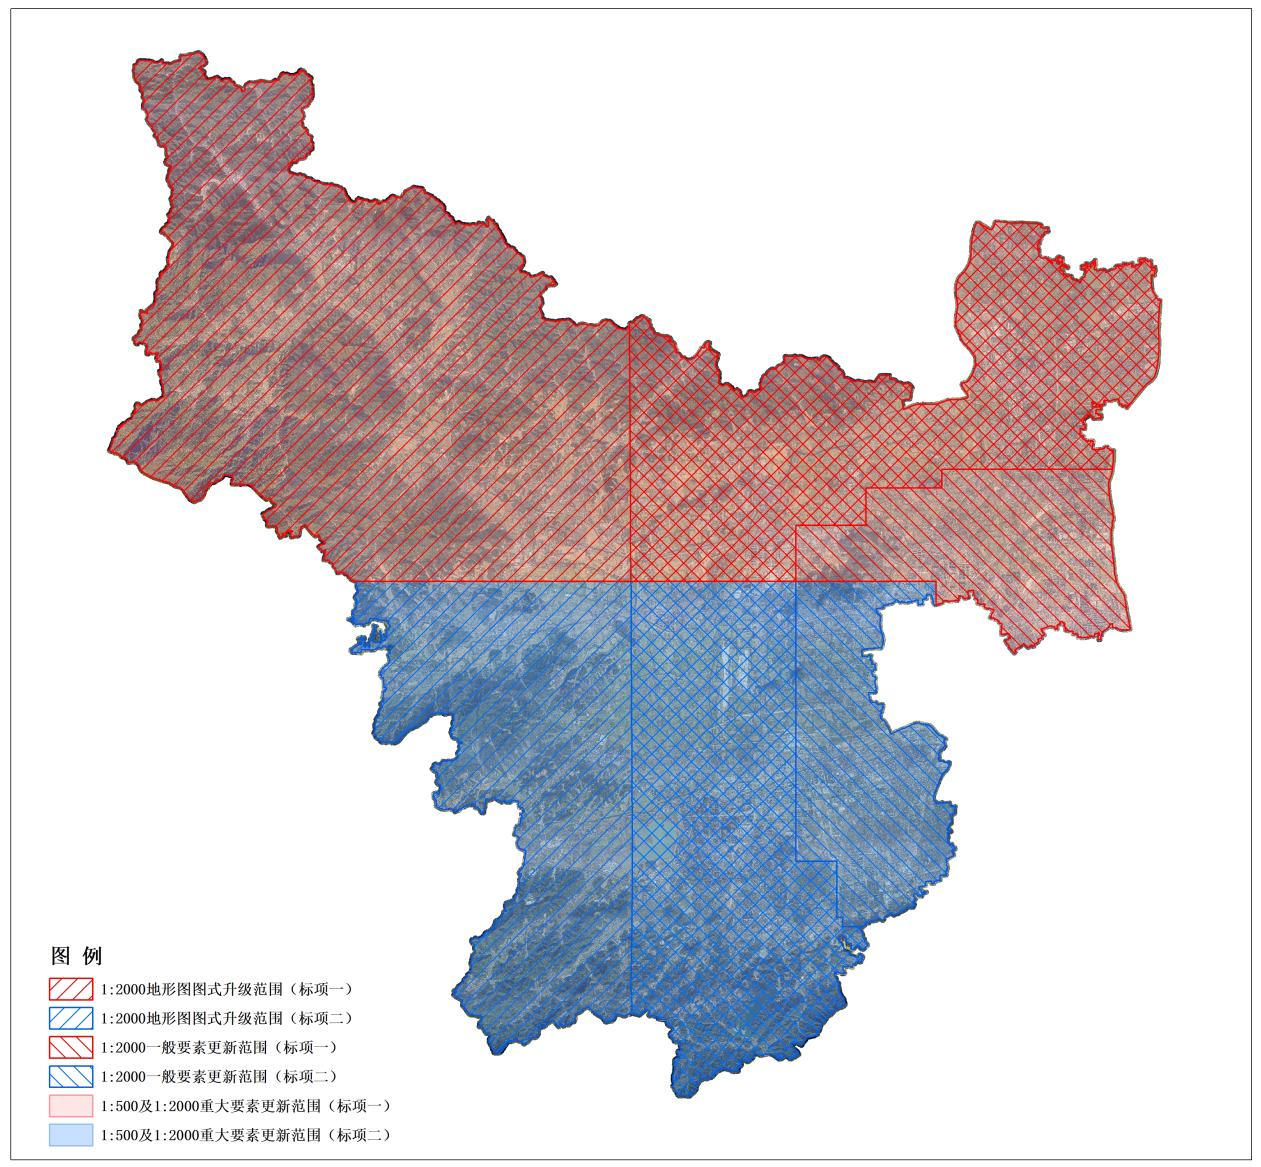 图 例
1:2000地形图图式升级范围（标项一）
1:2000地形图图式升级范围（标项二）
1:2000一般要素更新范围（标项一）
1:2000一般要素更新范围（标项二）
1:500及1:2000重大要素更新范围（标项一）
1:500及1:2000重大要素更新范围（标项二）